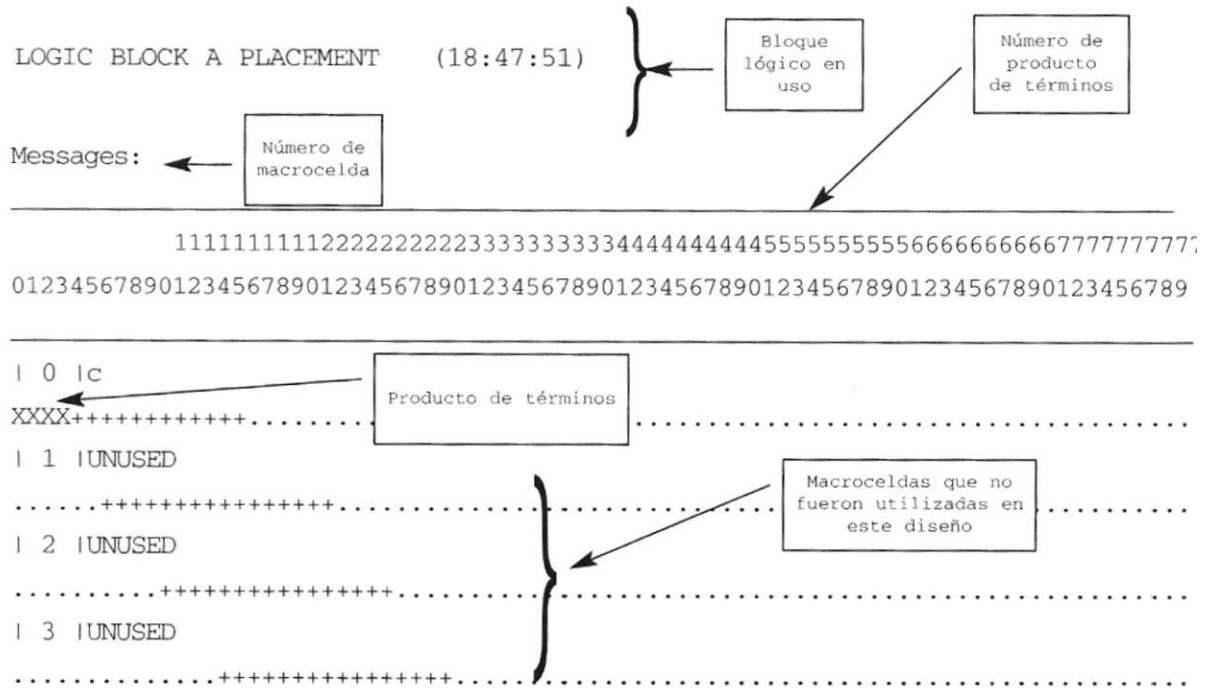 LOGIC BLOCK A PLACEMENT (18:47:51)
Bloque
lógico en
uso
Número de
producto
de términos
Messages:
Número de
macrocelda
1111111111222222222233333333334444444444555555555566666666667777777777
01234567890123456789012345678901234567890123456789012345678901234567890123456789
| 0 |c
Producto de términos
XXXX++++++++++++........ ......................................
| 1 |UNUSED
Macroceldas que no
fueron utilizadas en
este diseño
......++++++++++++++++.............................. ..........
| 2 |UNUSED
..........++++++++++++++++......................................................
| 3 |UNUSED
..............++++++++++++++++..................................................